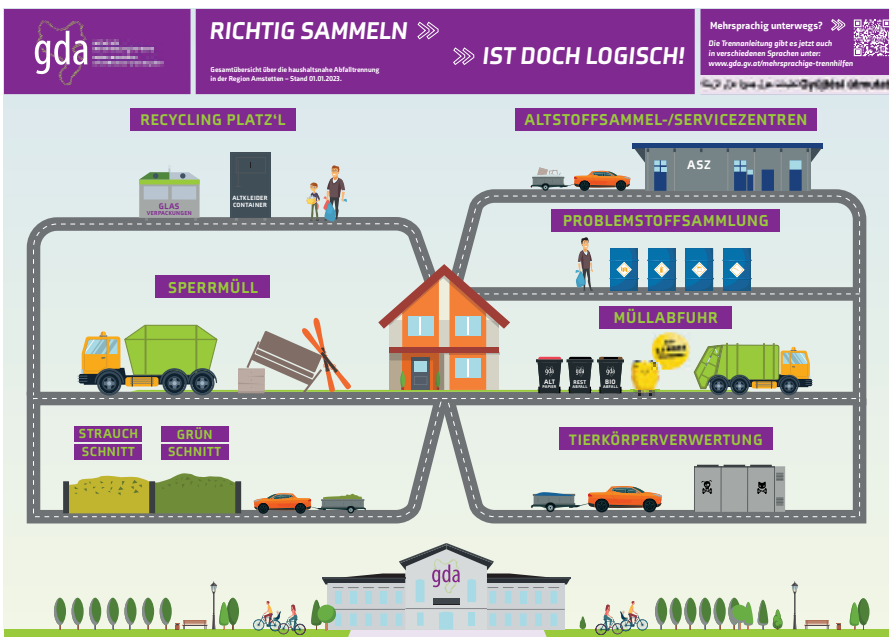 gda
RICHTIG SAMMELN
IST DOCH LOGISCH!
Gesamtübersicht über die haushaltsnahe Abfalltrennung
in der Region Amstetten – Stand 01.01.2023.
Mehrsprachig unterwegs?
Die Trennanleitung gibt es jetzt auch
in verschiedenen Sprachen unter:
www.gda.gv.at/mehrsprachige-trennhilfen
RECYCLING PLATZ'L
ALTSTOFFSAMMEL-/SERVICEZENTREN
ASZ
GLAS
VERPACKUNGEN
ALTKLEIDER
CONTAINER
PROBLEMSTOFFSAMMLUNG
SPERRMÜLL
MÜLLABFUHR
gda
ALT
PAPIER
gda
REST
ABFALL
gda
BIO
ABFALL
STRAUCH
SCHNITT
GRÜN
SCHNITT
TIERKÖRPERVERWERTUNG
gda